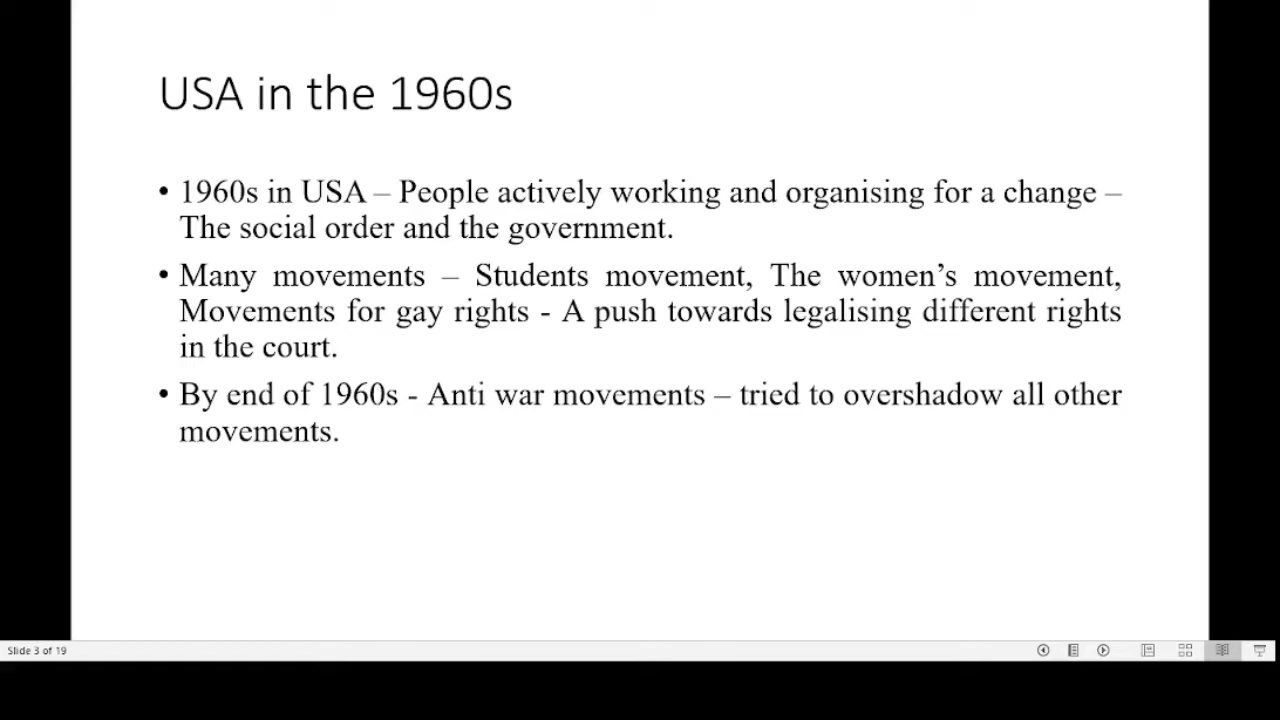 USA in the 1960s
• 1960s in USA – People actively working and organising for a change –
The social order and the government.
• Many movements – Students movement, The women’s movement,
Movements for gay rights - A push towards legalising different rights
in the court.
• By end of 1960s - Anti war movements – tried to overshadow all other
movements.
Slide 3 of 19